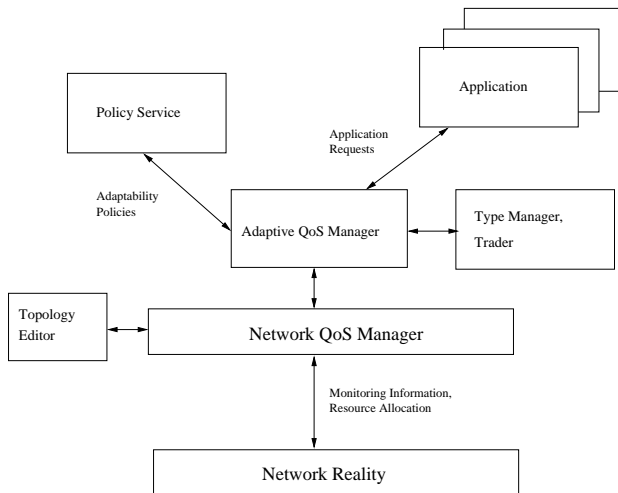 Policy Service
Application
Application
Requests
Adaptability
Policies
Adaptive QoS Manager
Type Manager,
Trader
Topology
Editor
Network QoS Manager
Monitoring Information,
Resource Allocation
Network Reality